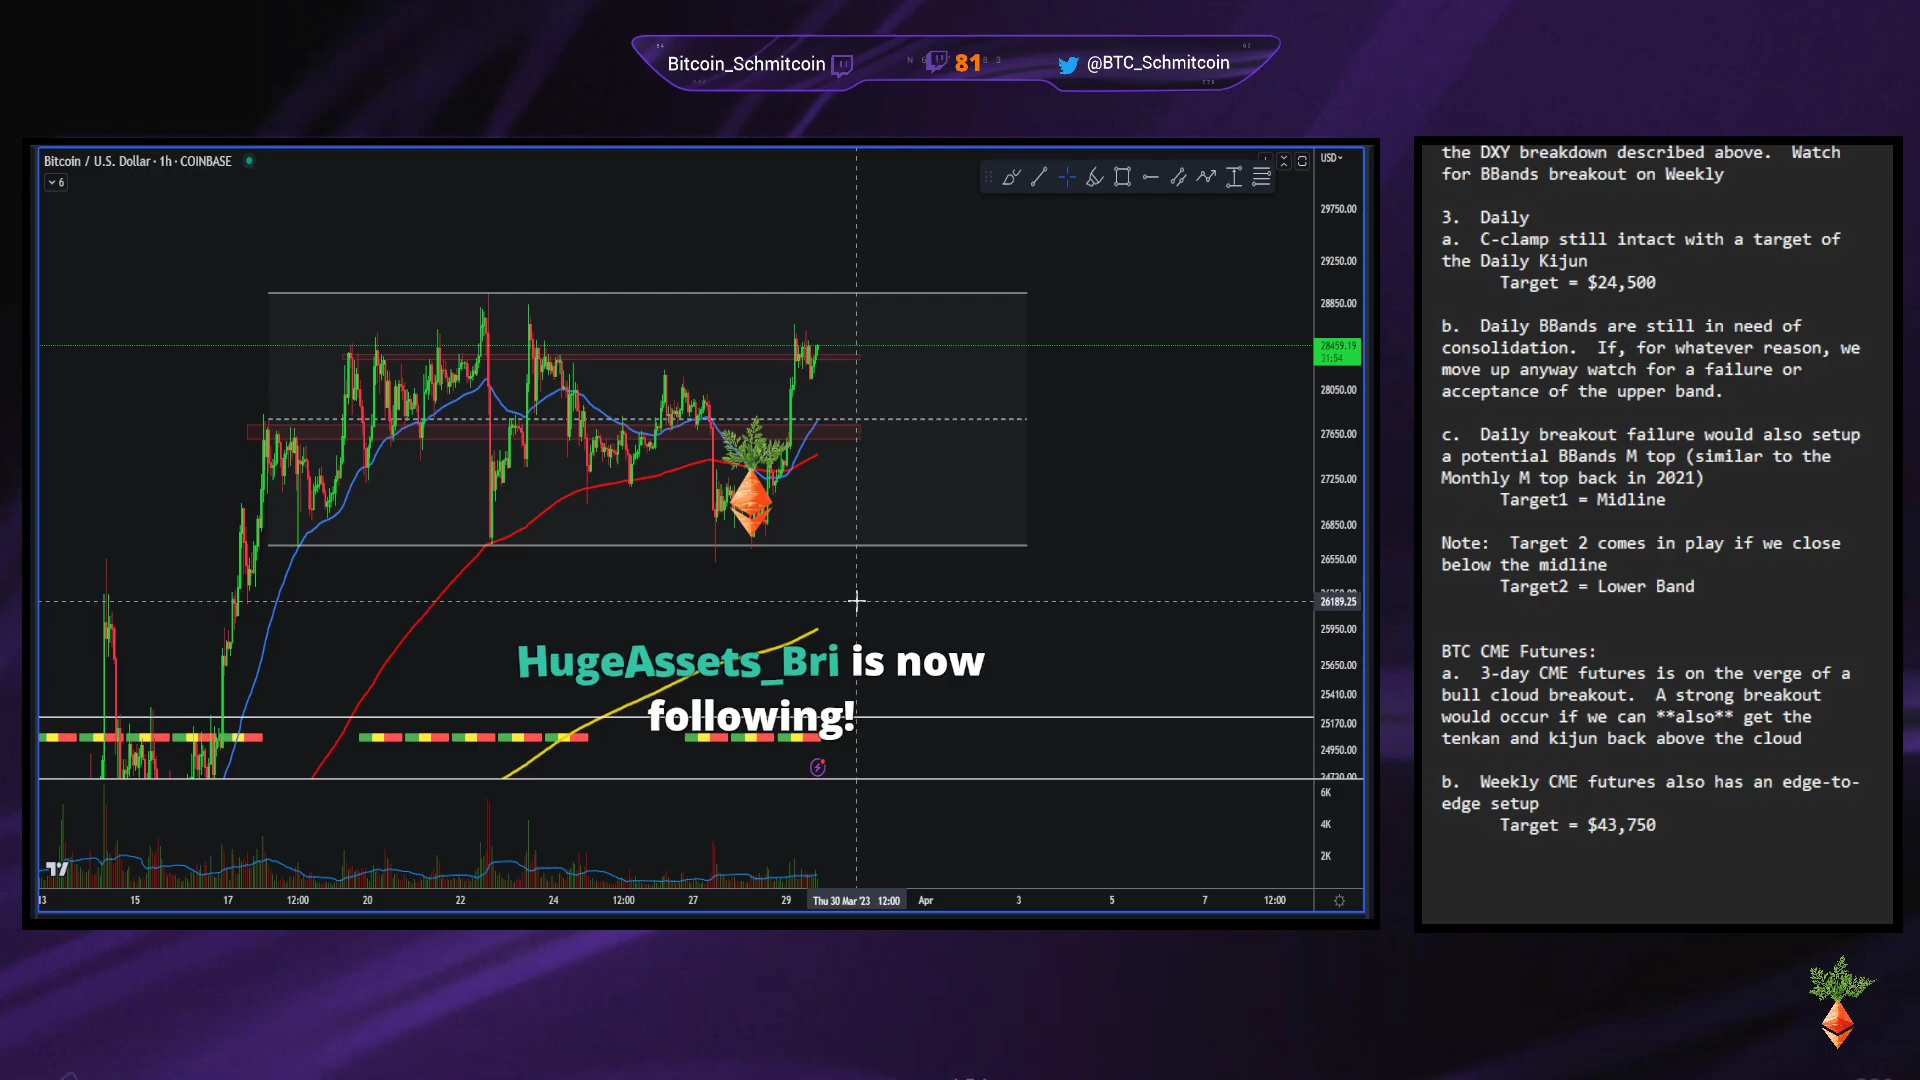 Bitcoin_Schmitcoin
81
@BTC_Schmitcoin
Bitcoin / U.S. Dollar · 1h · COINBASE
6
USD
29750.00
29250.00
28850.00
28459.19
31:54
28050.00
27650.00
27250.00
26850.00
26550.00
26189.25
25950.00
25650.00
25410.00
25170.00
24950.00
24730.00
6K
4K
2K
HugeAssets_Bri is now
following!
13
15
17
12:00
20
22
24
12:00
27
29
Thu 30 Mar '23 12:00
Apr
3
5
7
12:00
the DXY breakdown described above. Watch
for BBands breakout on Weekly
3. Daily
a. C-clamp still intact with a target of
the Daily Kijun
Target = $24,500
b. Daily BBands are still in need of
consolidation. If, for whatever reason, we
move up anyway watch for a failure or
acceptance of the upper band.
c. Daily breakout failure would also setup
a potential BBands M top (similar to the
Monthly M top back in 2021)
Target1 = Midline
Note: Target 2 comes in play if we close
below the midline
Target2 = Lower Band
BTC CME Futures:
a. 3-day CME futures is on the verge of a
bull cloud breakout. A strong breakout
would occur if we can **also** get the
tenkan and kijun back above the cloud
b. Weekly CME futures also has an edge-to-
edge setup
Target = $43,750